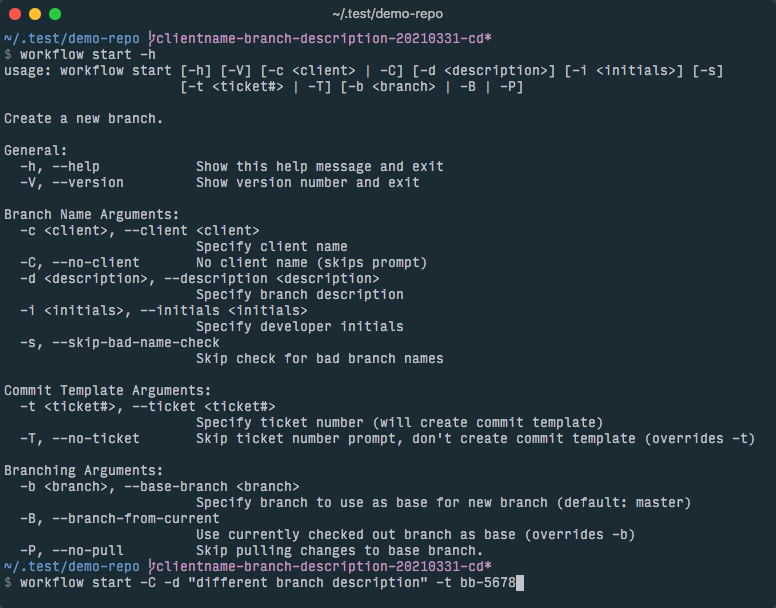 ~/.test/demo-repo
~/.test/demo-repo clientname-branch-description-20210331-cd*
$ workflow start -h
usage: workflow start [-h] [-V] [-c <client> | -C] [-d <description>] [-i <initials>] [-s]
[-t <ticket#> | -T] [-b <branch> | -B | -P]
Create a new branch.
General:
-h, --help Show this help message and exit
-V, --version Show version number and exit
Branch Name Arguments:
-c <client>, --client <client>
Specify client name
-C, --no-client No client name (skips prompt)
-d <description>, --description <description>
Specify branch description
-i <initials>, --initials <initials>
Specify developer initials
-s, --skip-bad-name-check
Skip check for bad branch names
Commit Template Arguments:
-t <ticket#>, --ticket <ticket#>
Specify ticket number (will create commit template)
-T, --no-ticket Skip ticket number prompt, don't create commit template (overrides -t)
Branching Arguments:
-b <branch>, --base-branch <branch>
Specify branch to use as base for new branch (default: master)
-B, --branch-from-current
Use currently checked out branch as base (overrides -b)
-P, --no-pull Skip pulling changes to base branch.
~/.test/demo-repo clientname-branch-description-20210331-cd*
$ workflow start -C -d "different branch description" -t bb-5678